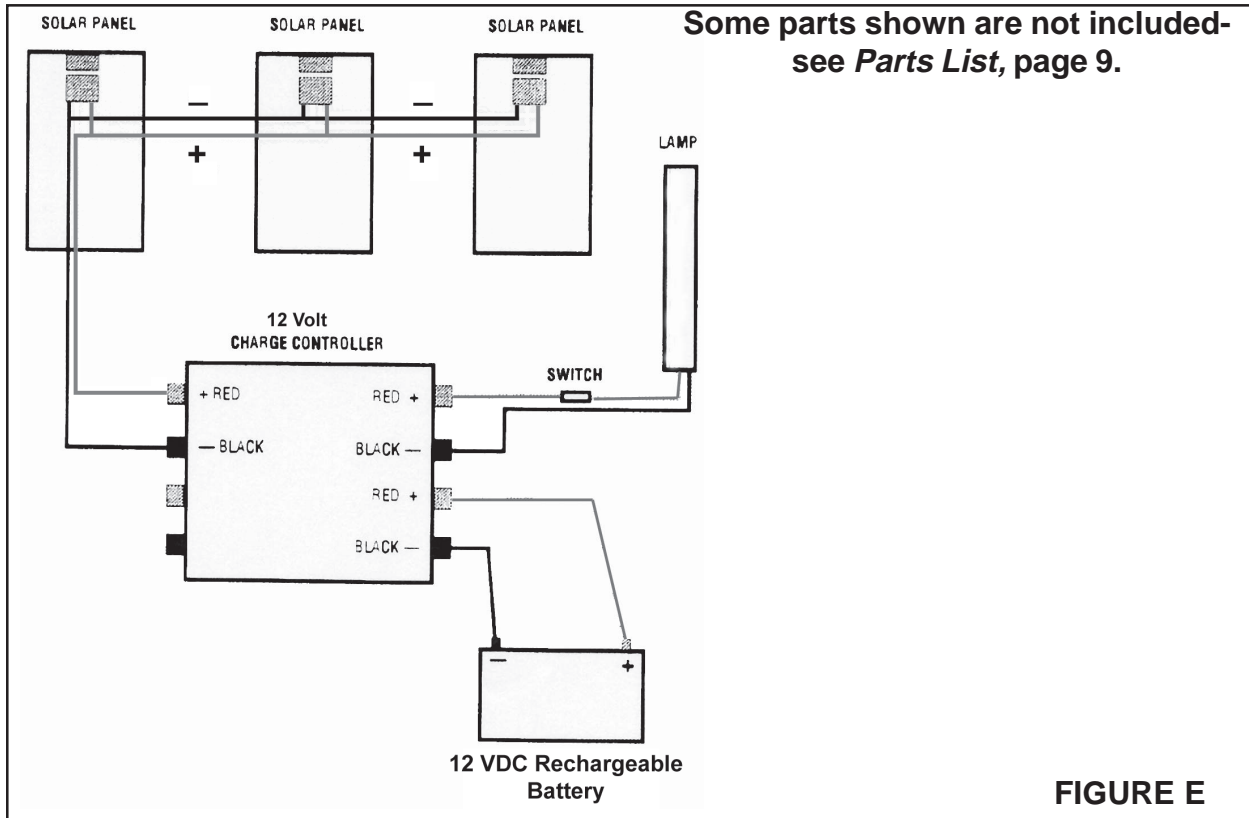 SOLAR PANEL
SOLAR PANEL
SOLAR PANEL
Some parts shown are not included-
see Parts List, page 9.
–
–
+
+
LAMP
12 Volt
CHARGE CONTROLLER
SWITCH
+ RED
RED +
– BLACK
BLACK –
RED +
BLACK –
–
+
12 VDC Rechargeable
Battery
FIGURE E